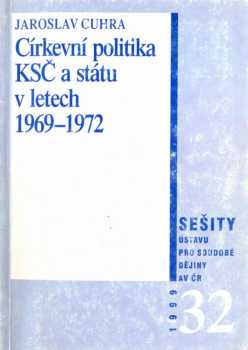 JAROSLAV CUHRA
Církevní politika
KSČ a státu
v letech
1969–1972
SEŠITY
ÚSTAVU
PRO SOUDOBÉ
DĚJINY
AV ČR
1999
32